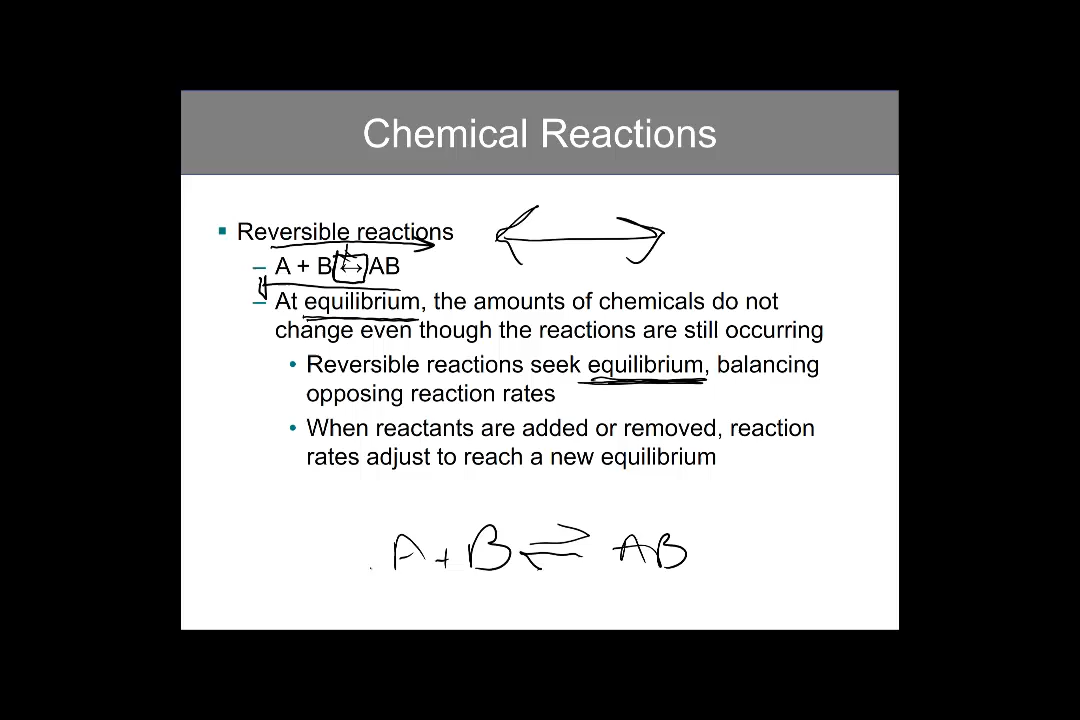 Chemical Reactions
▪ Reversible reactions
– A + B ↔ AB
– At equilibrium, the amounts of chemicals do not
change even though the reactions are still occurring
• Reversible reactions seek equilibrium, balancing
opposing reaction rates
• When reactants are added or removed, reaction
rates adjust to reach a new equilibrium
A + B ⇌ AB